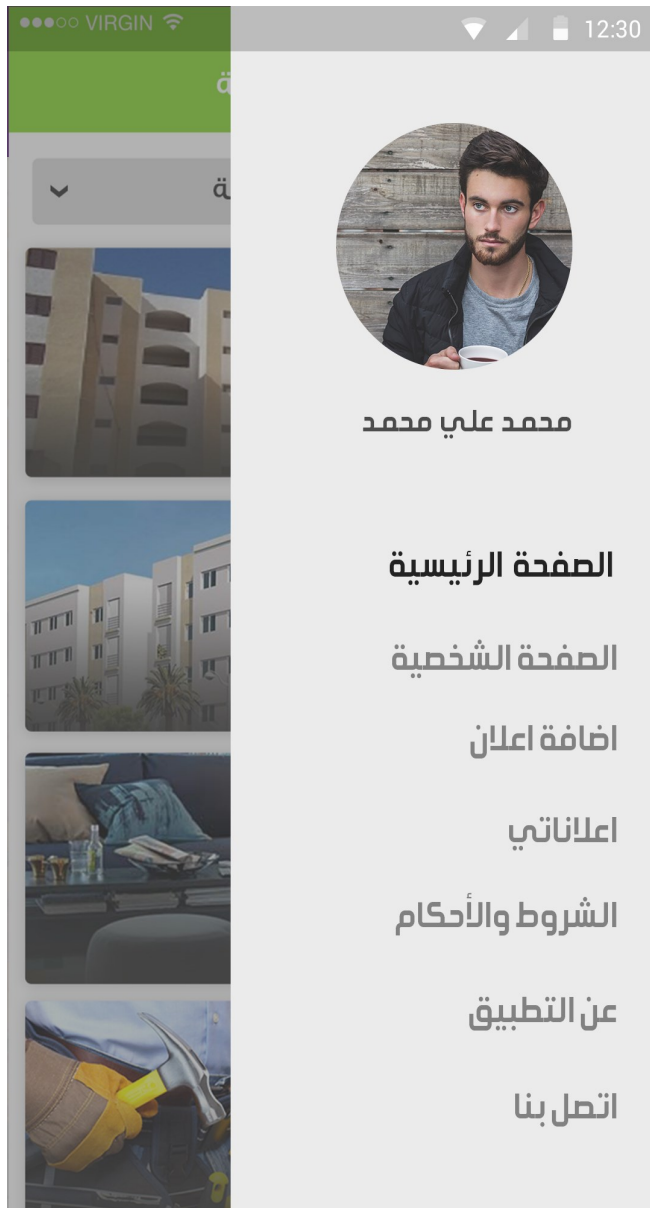 VIRGIN
12:30
محمد علي محمد
الصفحة الرئيسية
الصفحة الشخصية
اضافة اعلان
اعلاناتي
الشروط والأحكام
عن التطبيق
اتصل بنا